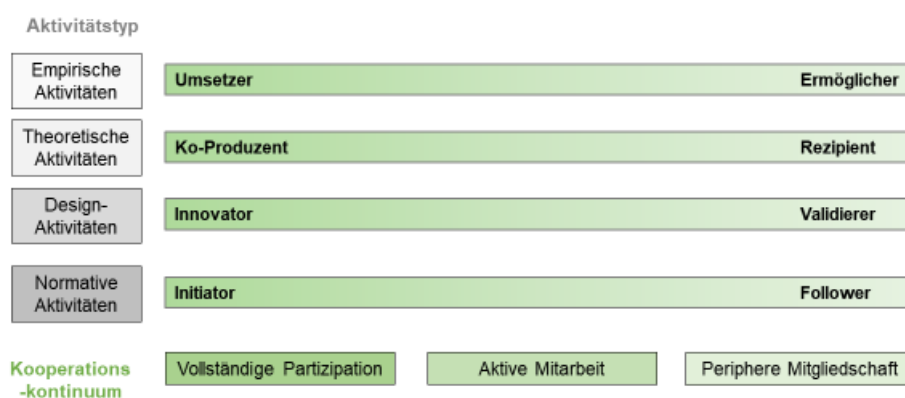 Aktivitätstyp
Empirische
Aktivitäten
Umsetzer
Ermöglicher
Theoretische
Aktivitäten
Ko-Produzent
Rezipient
Design-
Aktivitäten
Innovator
Validierer
Normative
Aktivitäten
Initiator
Follower
Kooperations
-kontinuum
Vollständige Partizipation
Aktive Mitarbeit
Periphere Mitgliedschaft